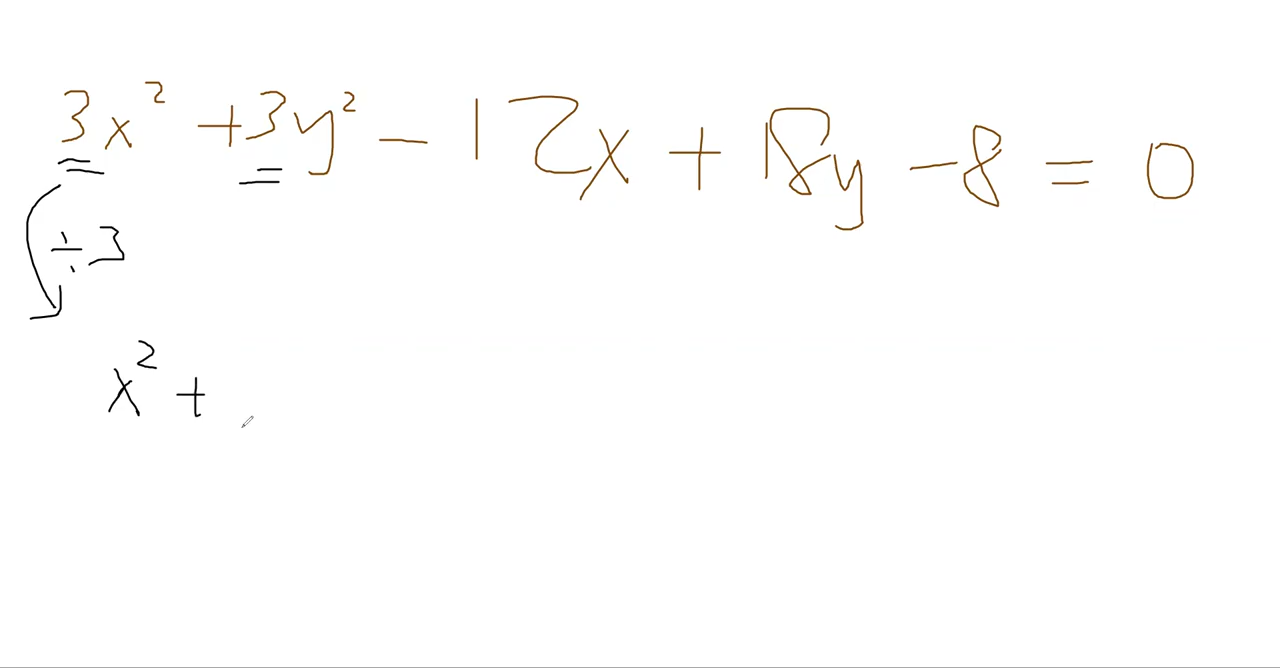 3x² + 3y² - 12x + 18y - 8 = 0
÷3
x² +